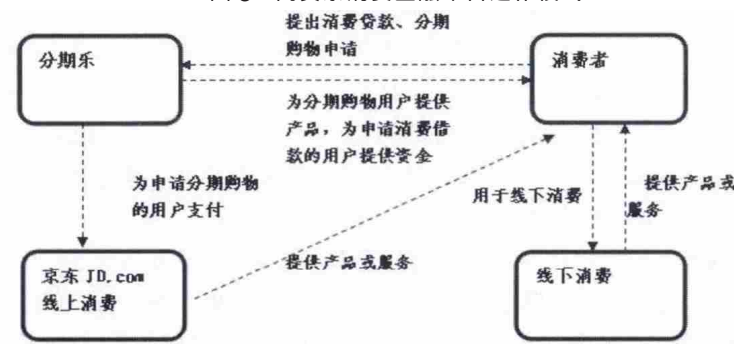 提出消费贷款、分期
购物申请
分期乐
消费者
为分期购物用户提供
产品，为申请消费借
款的用户提供资金
为申请分期购物
的用户支付
用于线下消费
提供产品或
服务
提供产品或服务
京东 JD.com
线上消费
线下消费